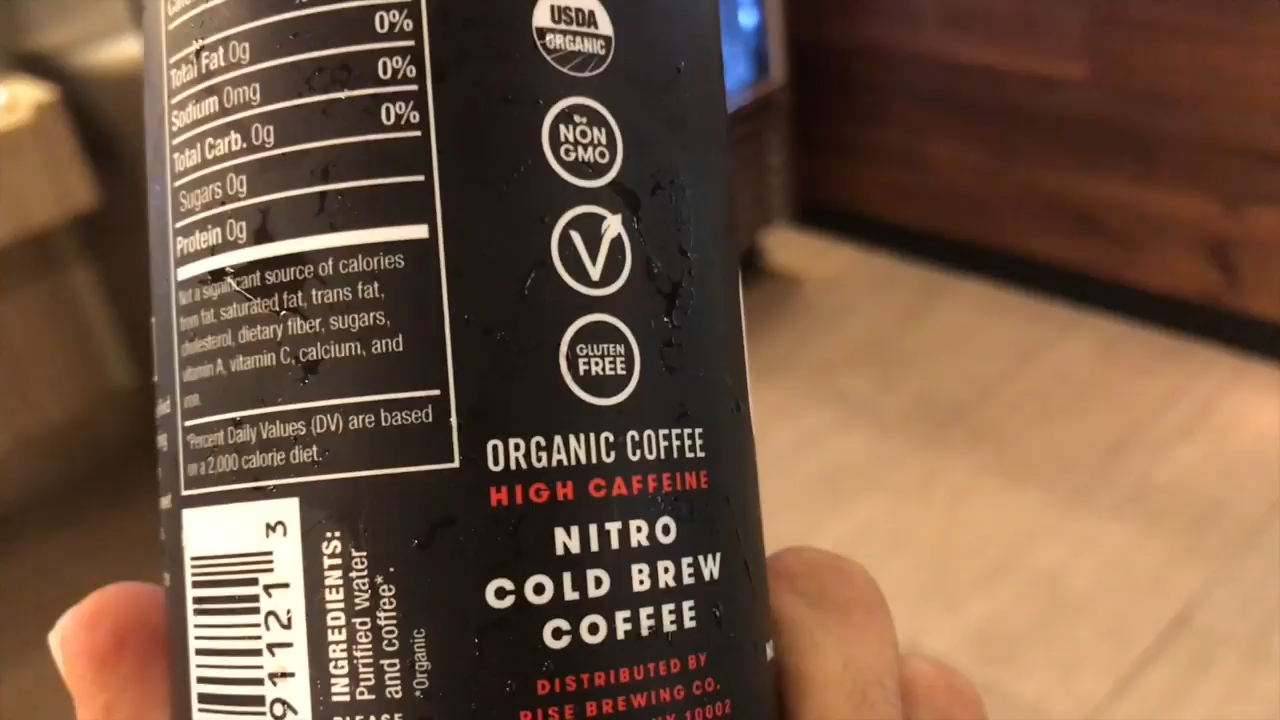 0%
Total Fat 0g
0%
Sodium 0mg
0%
Total Carb. 0g
Sugars 0g
Protein 0g
Not a significant source of calories
from fat, saturated fat, trans fat,
cholesterol, dietary fiber, sugars,
vitamin A, vitamin C, calcium, and
iron.
*Percent Daily Values (DV) are based
on a 2,000 calorie diet.
91121 3
INGREDIENTS:
Purified water
and coffee*.
*Organic
USDA
ORGANIC
NON
GMO
V
GLUTEN
FREE
ORGANIC COFFEE
HIGH CAFFEINE
NITRO
COLD BREW
COFFEE
DISTRIBUTED BY
RISE BREWING CO.
10002